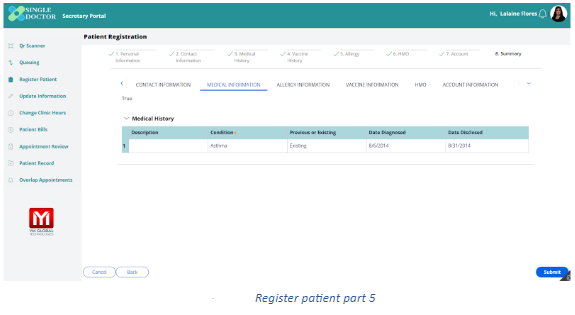 SINGLE
DOCTOR Secretary Portal
Hi, Lalaine Flores
Patient Registration
Qr Scanner
Queuing
Register Patient
Update Information
Change Clinic Hours
Patient Bills
Appointment Review
Patient Record
Overlap Appointments
1. Personal Information
2. Contact Information
3. Medical History
4. Vaccine History
5. Allergy
6. HMO
7. Account
8. Summary
CONTACT INFORMATION MEDICAL INFORMATION ALLERGY INFORMATION VACCINE INFORMATION HMO ACCOUNT INFORMATION
True
Medical History
Description Condition Previous or Existing Date Diagnosed Date Disclosed
1 Asthma Existing 8/6/2014 8/31/2014
YM GLOBAL
Cancel Back Submit
Register patient part 5